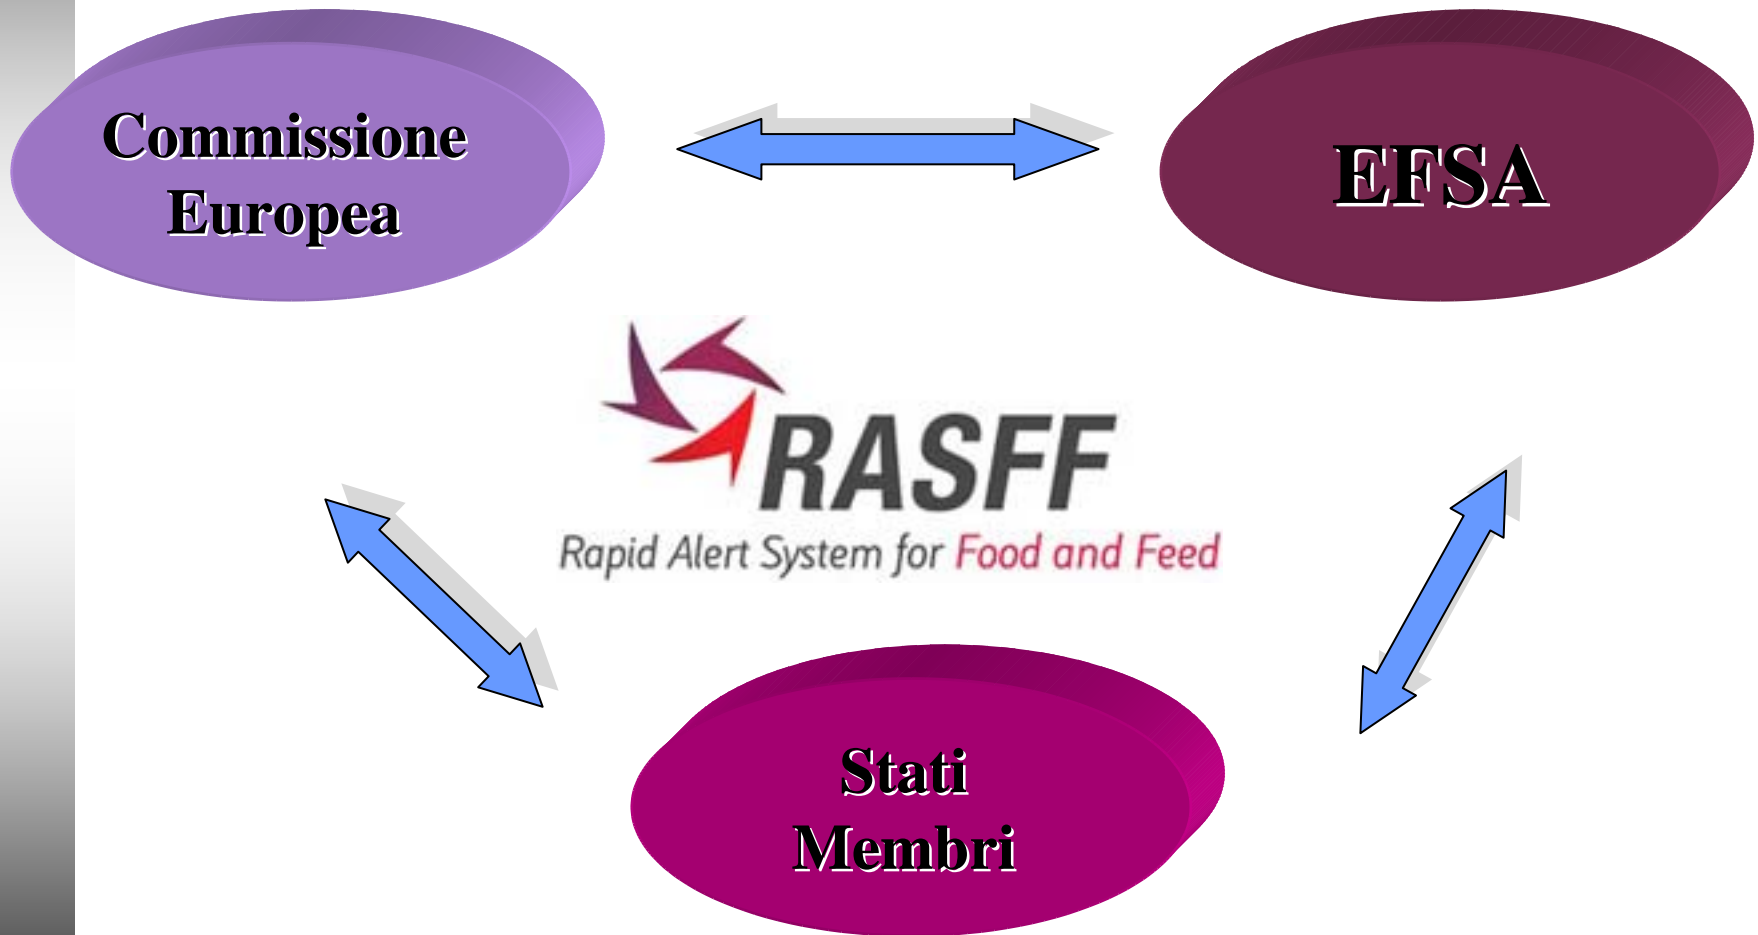 Commissione
Europea
EFSA
RASFF
Rapid Alert System for Food and Feed
Stati
Membri